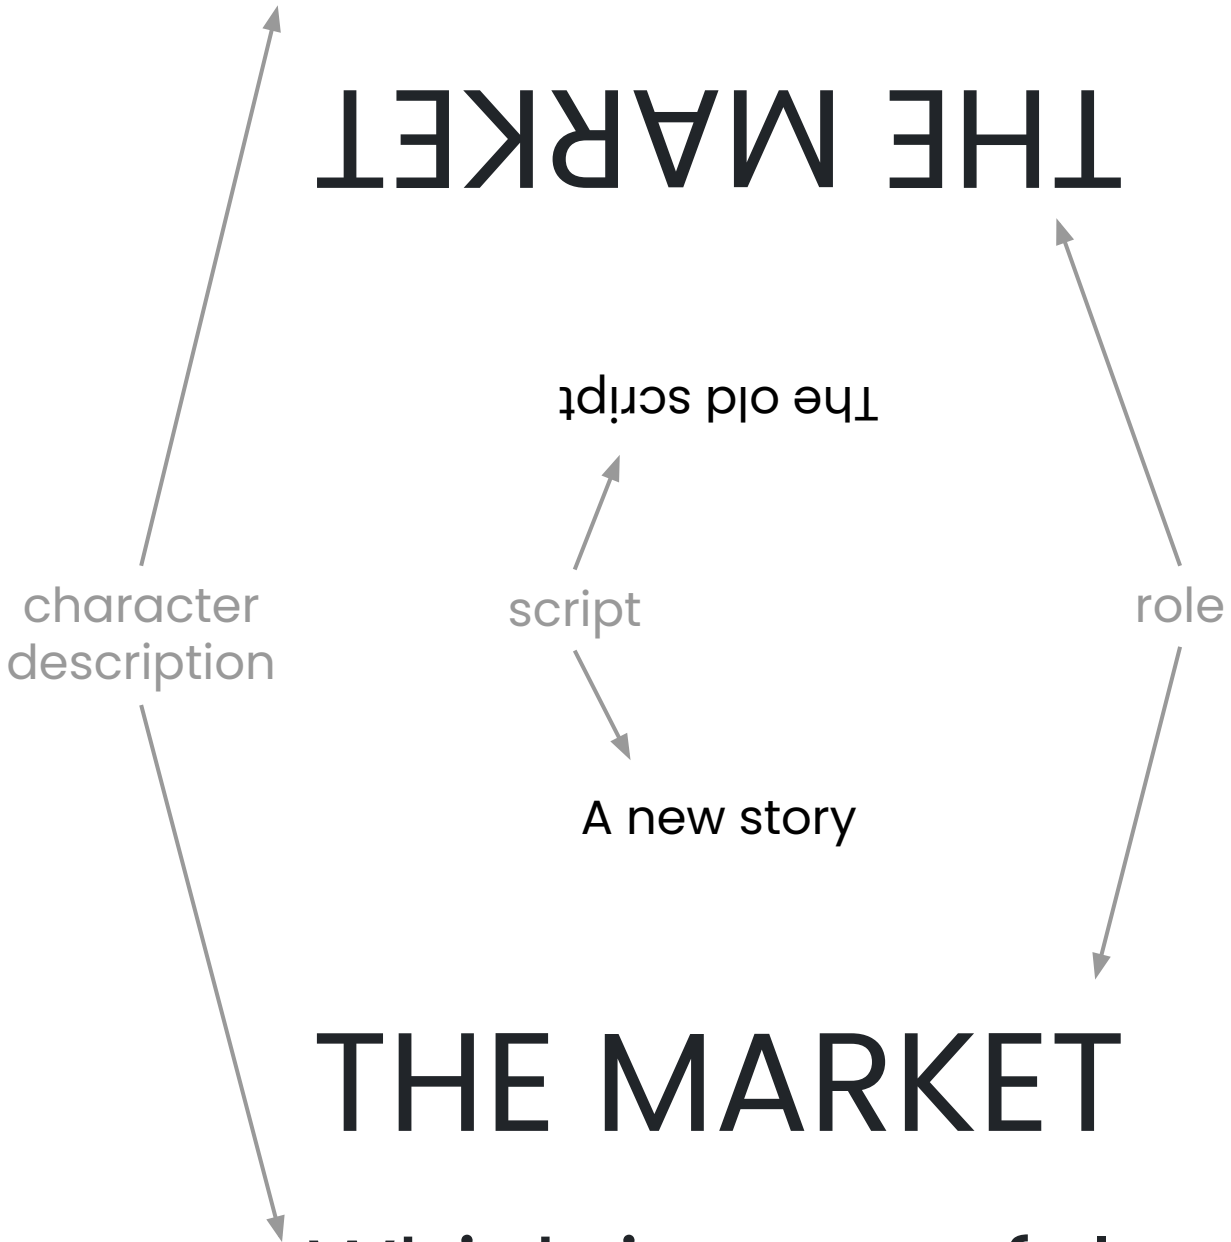 THE MARKET
The old script
character
description
script
role
A new story
THE MARKET